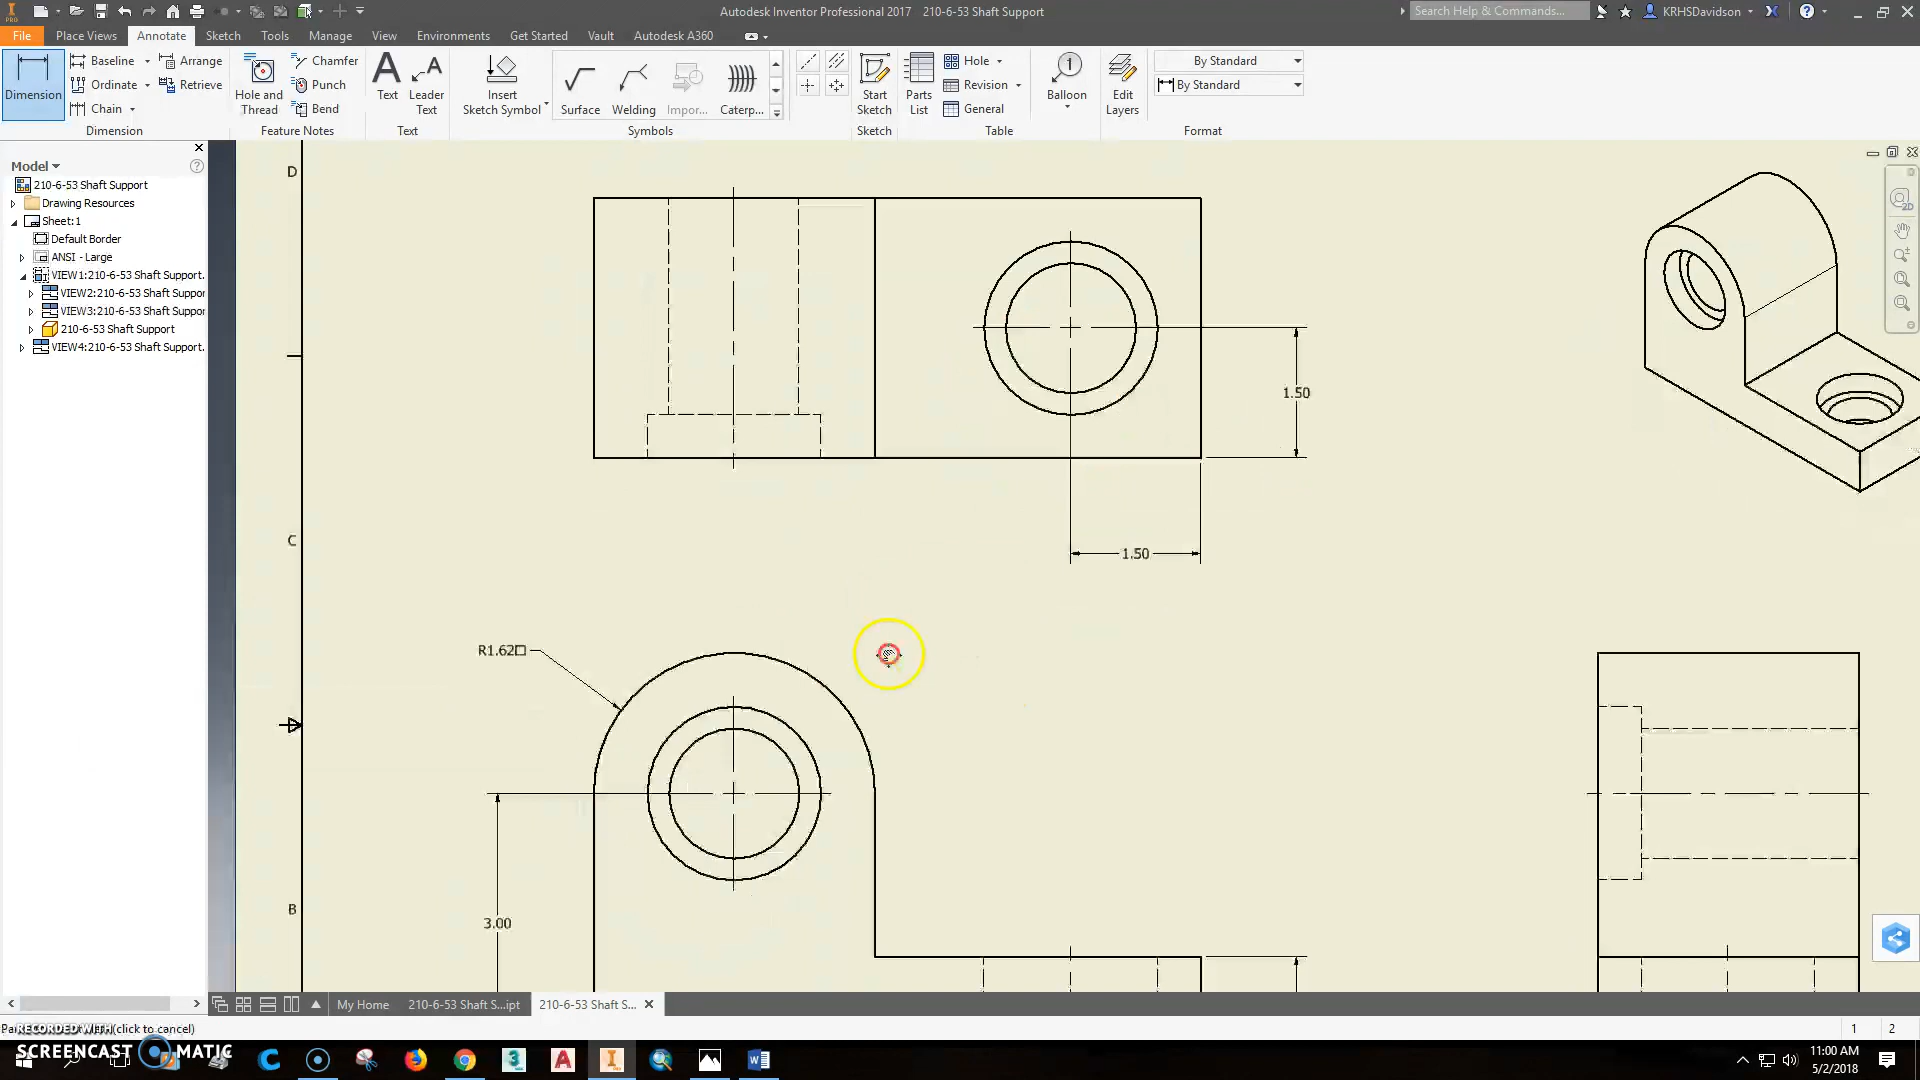 Autodesk Inventor Professional 2017   210-6-53 Shaft Support
Search Help & Commands...
KRHSDavidson
PRO
File Place Views Annotate Sketch Tools Manage View Environments Get Started Vault Autodesk A360
Dimension
Baseline
Ordinate
Chain
Arrange
Retrieve
Dimension
Hole and Thread
Chamfer
Punch
Bend
Feature Notes
Text
Leader Text
Text
Insert Sketch Symbol
Surface
Welding
Impor...
Caterp...
Symbols
Start Sketch
Sketch
Parts List
Hole
Revision
General
Table
Balloon
Edit Layers
By Standard
By Standard
Format
Model
210-6-53 Shaft Support
Drawing Resources
Sheet:1
Default Border
ANSI - Large
VIEW1:210-6-53 Shaft Support.
VIEW2:210-6-53 Shaft Suppor
VIEW3:210-6-53 Shaft Suppor
210-6-53 Shaft Support
VIEW4:210-6-53 Shaft Support.
D
C
B
1.50
1.50
R1.62
3.00
2D
My Home
210-6-53 Shaft S...ipt
210-6-53 Shaft S...
(click to cancel)
1 2
RECORDED WITH
SCREENCAST MATIC
11:00 AM
5/2/2018